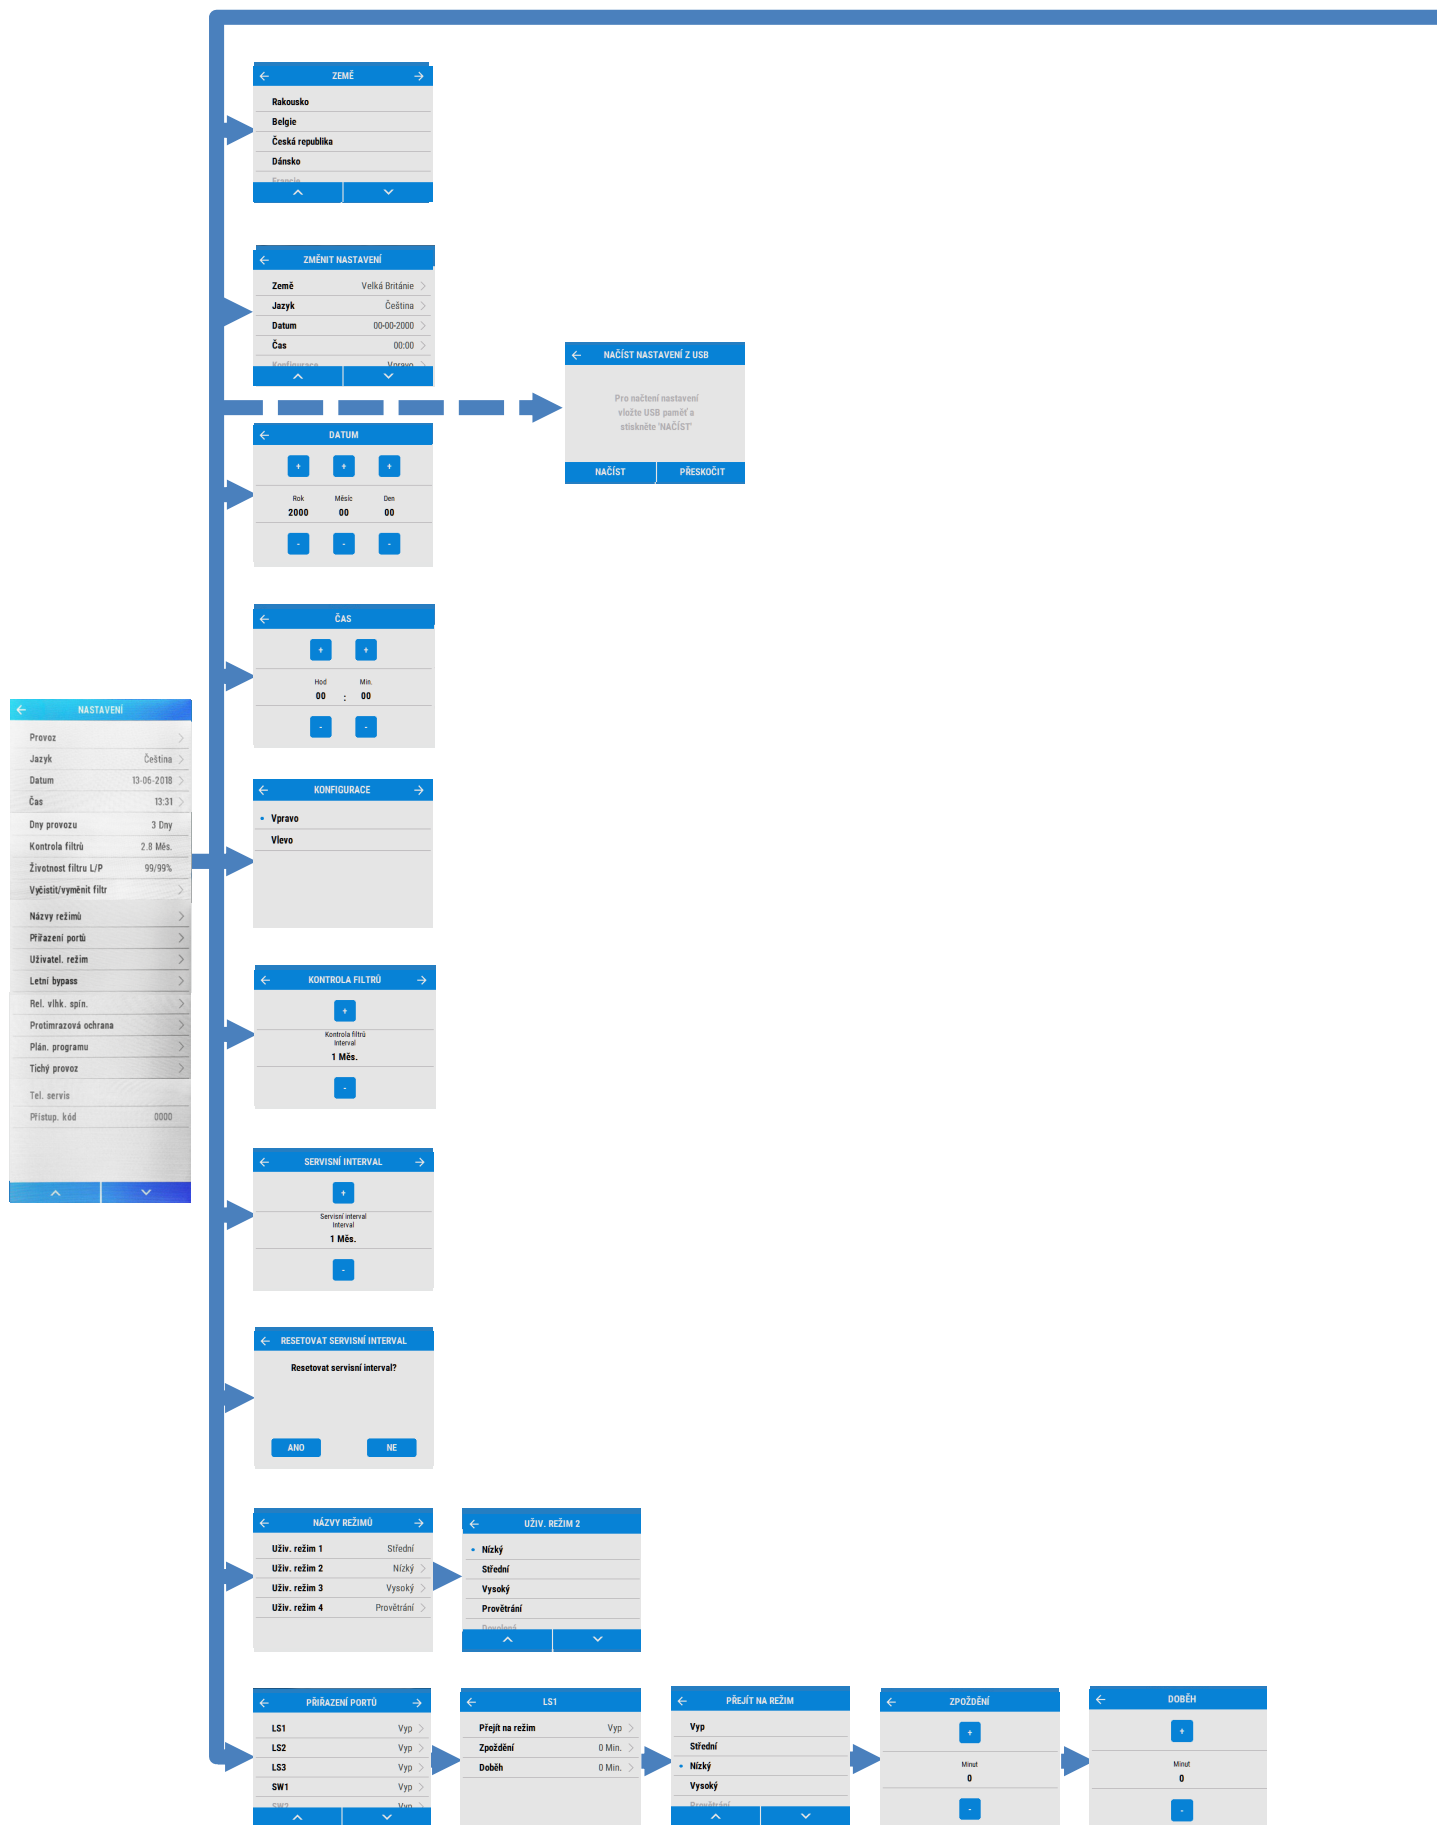 ZEMĚ
Rakousko
Belgie
Česká republika
Dánsko
Francie
ZMĚNIT NASTAVENÍ
Země Velká Británie
Jazyk Čeština
Datum 00-00-2000
Čas 00:00
Konfigurace Vpravo
NAČÍST NASTAVENÍ Z USB
Pro načtení nastavení
vložte USB paměť a
stiskněte 'NAČÍST'
NAČÍST PŘESKOČIT
DATUM
+ + +
Rok Měsíc Den
2000 00 00
- - -
ČAS
+ +
Hod Min.
00 : 00
- -
NASTAVENÍ
Provoz
Jazyk Čeština
Datum 13-06-2018
Čas 13:31
Dny provozu 3 Dny
Kontrola filtrů 2.8 Měs.
Životnost filtru L/P 99/99%
Vyčistit/vyměnit filtr
Názvy režimů
Přiřazení portů
Uživatel. režim
Letní bypass
Rel. vlhk. spín.
Protimrazová ochrana
Plán. programu
Tichý provoz
Tel. servis
Přístup. kód 0000
KONFIGURACE
• Vpravo
Vlevo
KONTROLA FILTRŮ
+
Kontrola filtrů
Interval
1 Měs.
-
SERVISNÍ INTERVAL
+
Servisní interval
Interval
1 Měs.
-
RESETOVAT SERVISNÍ INTERVAL
Resetovat servisní interval?
ANO NE
NÁZVY REŽIMŮ
Uživ. režim 1 Střední
Uživ. režim 2 Nízký
Uživ. režim 3 Vysoký
Uživ. režim 4 Provětrání
UŽIV. REŽIM 2
• Nízký
Střední
Vysoký
Provětrání
Dovolená
PŘIŘAZENÍ PORTŮ
LS1 Vyp
LS2 Vyp
LS3 Vyp
SW1 Vyp
SW2 Vyp
LS1
Přejít na režim Vyp
Zpoždění 0 Min.
Doběh 0 Min.
PŘEJÍT NA REŽIM
Vyp
Střední
• Nízký
Vysoký
Provětrání
ZPOŽDĚNÍ
+
Minut
0
-
DOBĚH
+
Minut
0
-